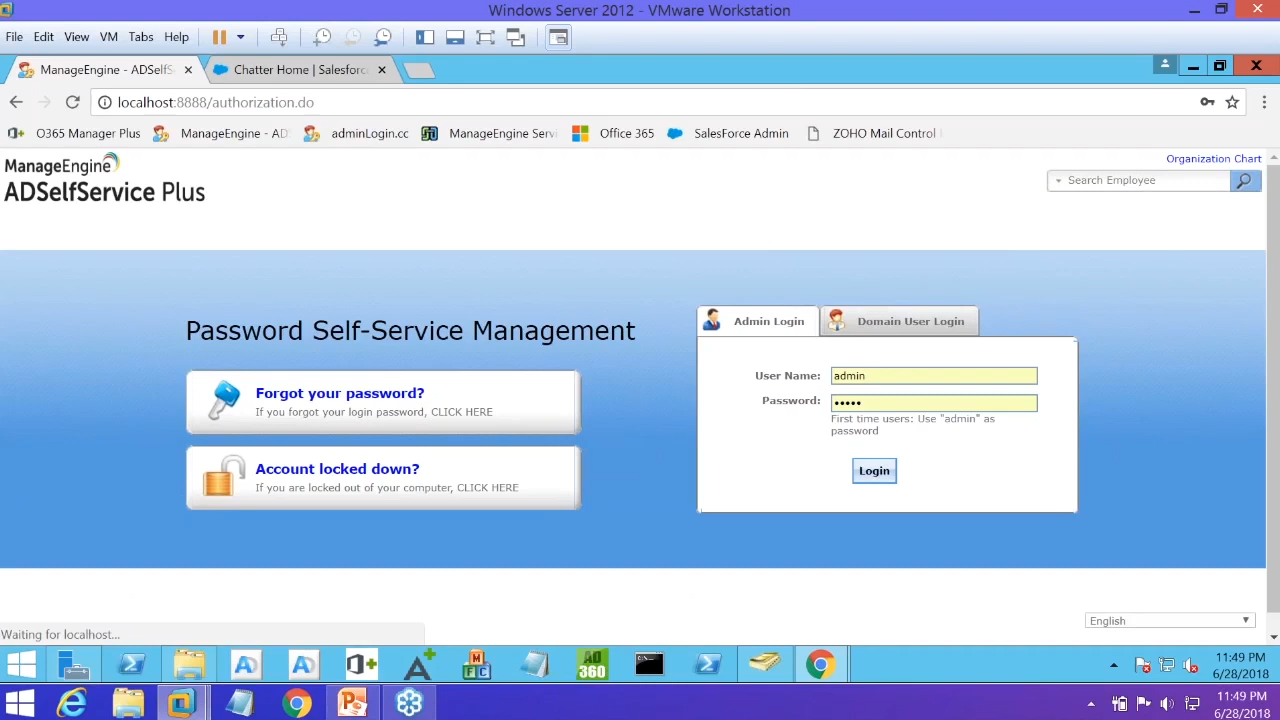 Windows Server 2012 - VMware Workstation
File Edit View VM Tabs Help
ManageEngine - ADSelfS
Chatter Home | Salesforc
localhost:8888/authorization.do
O365 Manager Plus
ManageEngine - AD
adminLogin.cc
ManageEngine Serv
Office 365
SalesForce Admin
ZOHO Mail Control
ManageEngine
ADSelfService Plus
Organization Chart
Search Employee
Password Self-Service Management
Forgot your password?
If you forgot your login password, CLICK HERE
Account locked down?
If you are locked out of your computer, CLICK HERE
Admin Login
Domain User Login
User Name: admin
Password: •••••
First time users: Use "admin" as
password
Login
English
Waiting for localhost...
AD
360
11:49 PM
6/28/2018
11:49 PM
6/28/2018